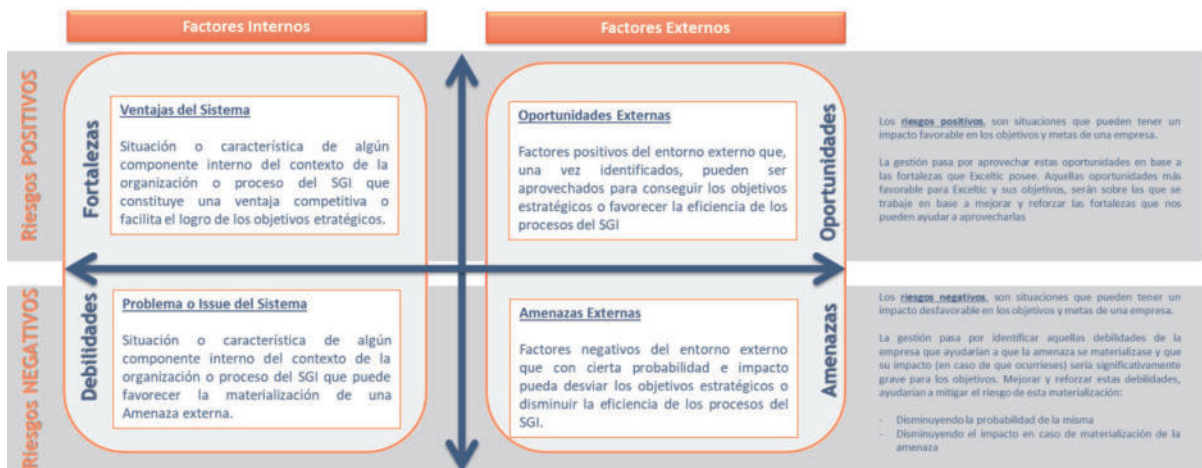 Factores Internos
Factores Externos
Riesgos POSITIVOS
Fortalezas
Ventajas del Sistema
Situación o característica de algún
componente interno del contexto de la
organización o proceso del SGI que
constituye una ventaja competitiva o
facilita el logro de los objetivos etratégicos.
Oportunidades Externas
Factores positivos del entorno externo que,
una vez identificados, pueden ser
aprovechados para conseguir los objetivos
estratégicos o favorecer la eficiencia de los
procesos del SGI
Oportunidades
Los riesgos positivos, son situaciones que pueden tener un
impacto favorable en los objetivos y metas de una empresa.
La gestión pasa por aprovechar estas oportunidades en base a
las fortalezas que Exceltic posee. Aquellas oportunidades más
favorable para Exceltic y sus objetivos, serán sobre las que se
trabaje en base a mejorar y reforzar las fortalezas que nos
pueden ayudar a aprovecharlas
Riesgos NEGATIVOS
Debilidades
Problema o Issue del Sistema
Situación o característica de algún
componente interno del contexto de la
organización o proceso del SGI que puede
favorecer la materialización de una
Amenaza externa.
Amenazas Externas
Factores negativos del entorno externo
que con cierta probabilidad e impacto
pueda desviar los objetivos estratégicos o
disminuir la eficiencia de los procesos del
SGI.
Amenazas
Los riesgos negativos, son situaciones que pueden tener un
impacto desfavorable en los objetivos y metas de una empresa.
La gestión pasa por identificar aquellas debilidades de la
empresa que ayudarían a que la amenaza se materializase y que
su impacto (en caso de que ocurrieses) sería significativamente
grave para los objetivos. Mejorar y reforzar estas debilidades,
ayudarían a mitigar el riesgo de esta materialización:
- Disminuyendo la probabilidad de la misma
- Disminuyendo el impacto en caso de materialización de la
amenaza